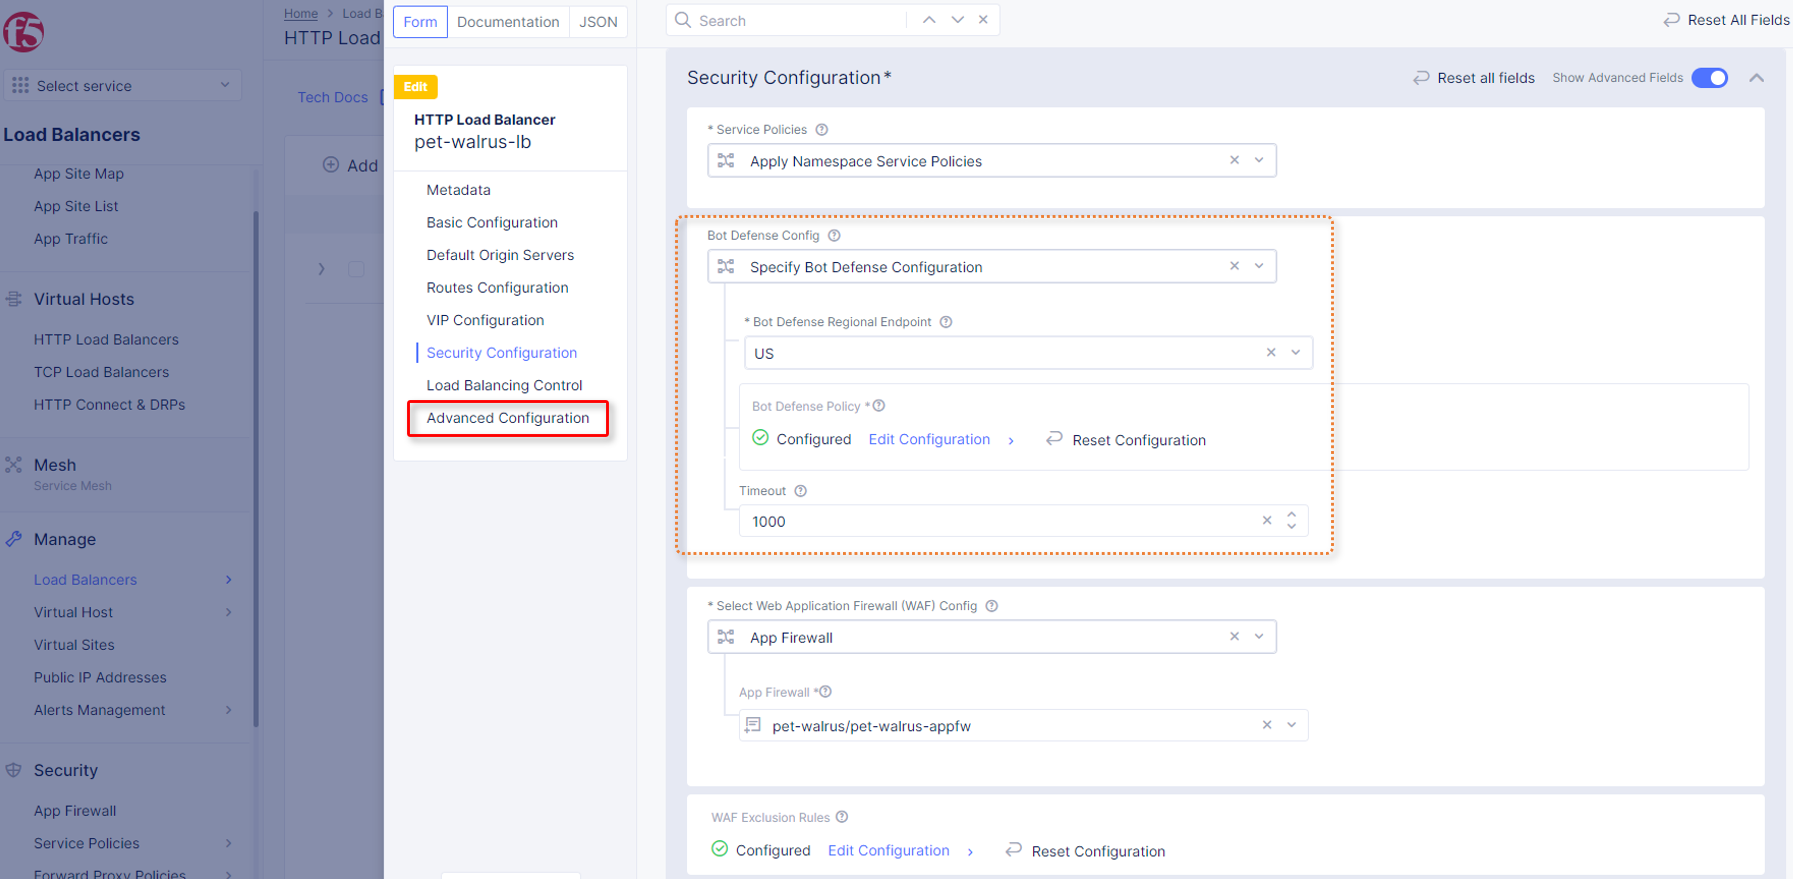 f5
Select service
Load Balancers
App Site Map
App Site List
App Traffic
Virtual Hosts
HTTP Load Balancers
TCP Load Balancers
HTTP Connect & DRPs
Mesh
Service Mesh
Manage
Load Balancers
Virtual Host
Virtual Sites
Public IP Addresses
Alerts Management
Security
App Firewall
Service Policies
Forward Proxy Policies
Home > Load B
HTTP Load
Tech Docs
Add
Form
Documentation
JSON
Edit
HTTP Load Balancer
pet-walrus-lb
Metadata
Basic Configuration
Default Origin Servers
Routes Configuration
VIP Configuration
Security Configuration
Load Balancing Control
Advanced Configuration
Search
Reset All Fields
Security Configuration*
Reset all fields
Show Advanced Fields
* Service Policies
Apply Namespace Service Policies
Bot Defense Config
Specify Bot Defense Configuration
* Bot Defense Regional Endpoint
US
Bot Defense Policy *
Configured Edit Configuration > Reset Configuration
Timeout
1000
* Select Web Application Firewall (WAF) Config
App Firewall
App Firewall *
pet-walrus/pet-walrus-appfw
WAF Exclusion Rules
Configured Edit Configuration > Reset Configuration